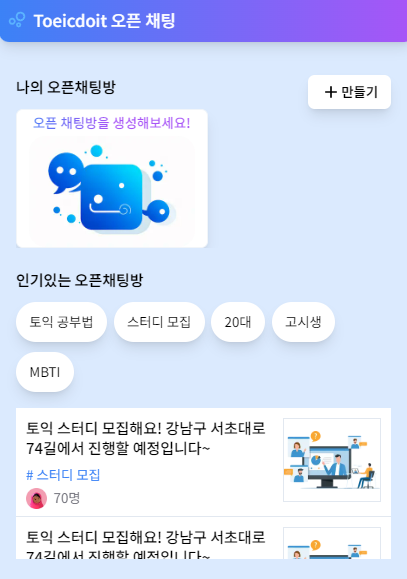 Toeicdoit 오픈 채팅
나의 오픈채팅방
+ 만들기
오픈 채팅방을 생성해보세요!
인기있는 오픈채팅방
토익 공부법
스터디 모집
20대
고시생
MBTI
토익 스터디 모집해요! 강남구 서초대로
74길에서 진행할 예정입니다~
# 스터디 모집
70명
토익 스터디 모집해요! 강남구 서초대로
74길에서 진행할 예정입니다~